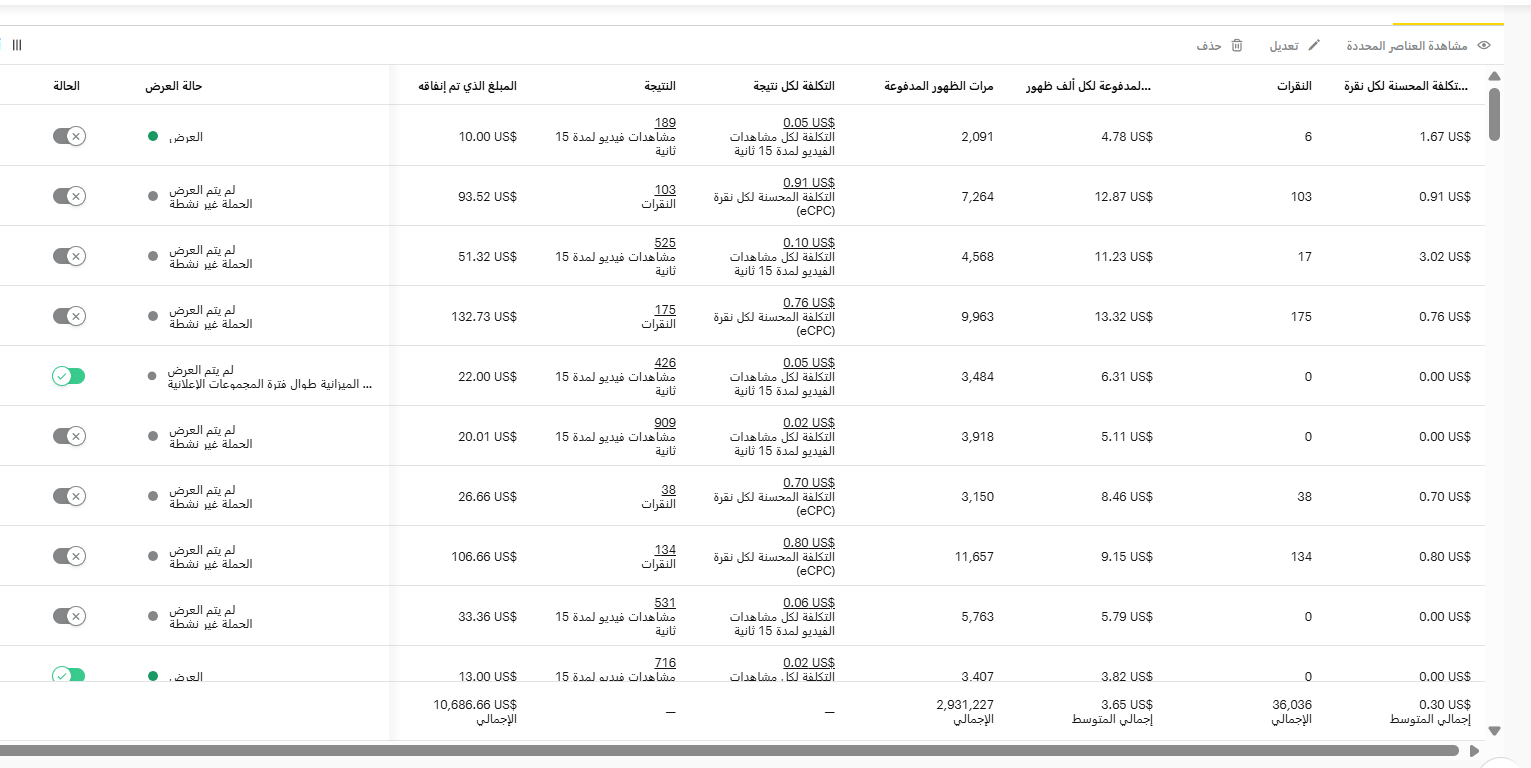 مشاهدة العناصر المحددة
تعديل
حذف
...تكلفة المحسنة لكل نقرة
النقرات
...لمدفوعة لكل ألف ظهور
مرات الظهور المدفوعة
التكلفة لكل نتيجة
النتيجة
المبلغ الذي تم إنفاقه
حالة العرض
الحالة
1.67 US$
6
4.78 US$
2,091
0.05 US$
التكلفة لكل مشاهدات
الفيديو لمدة 15 ثانية
189
مشاهدات فيديو لمدة 15
ثانية
10.00 US$
العرض
0.91 US$
103
12.87 US$
7,264
0.91 US$
التكلفة المحسنة لكل نقرة
(eCPC)
103
النقرات
93.52 US$
لم يتم العرض
الحملة غير نشطة
3.02 US$
17
11.23 US$
4,568
0.10 US$
التكلفة لكل مشاهدات
الفيديو لمدة 15 ثانية
525
مشاهدات فيديو لمدة 15
ثانية
51.32 US$
لم يتم العرض
الحملة غير نشطة
0.76 US$
175
13.32 US$
9,963
0.76 US$
التكلفة المحسنة لكل نقرة
(eCPC)
175
النقرات
132.73 US$
لم يتم العرض
الحملة غير نشطة
0.00 US$
0
6.31 US$
3,484
0.05 US$
التكلفة لكل مشاهدات
الفيديو لمدة 15 ثانية
426
مشاهدات فيديو لمدة 15
ثانية
22.00 US$
لم يتم العرض
... الميزانية طوال فترة المجموعات الإعلانية
0.00 US$
0
5.11 US$
3,918
0.02 US$
التكلفة لكل مشاهدات
الفيديو لمدة 15 ثانية
909
مشاهدات فيديو لمدة 15
ثانية
20.01 US$
لم يتم العرض
الحملة غير نشطة
0.70 US$
38
8.46 US$
3,150
0.70 US$
التكلفة المحسنة لكل نقرة
(eCPC)
38
النقرات
26.66 US$
لم يتم العرض
الحملة غير نشطة
0.80 US$
134
9.15 US$
11,657
0.80 US$
التكلفة المحسنة لكل نقرة
(eCPC)
134
النقرات
106.66 US$
لم يتم العرض
الحملة غير نشطة
0.00 US$
0
5.79 US$
5,763
0.06 US$
التكلفة لكل مشاهدات
الفيديو لمدة 15 ثانية
531
مشاهدات فيديو لمدة 15
ثانية
33.36 US$
لم يتم العرض
الحملة غير نشطة
0.00 US$
0
3.82 US$
3,407
0.02 US$
التكلفة لكل مشاهدات
716
مشاهدات فيديو لمدة 15
13.00 US$
العرض
0.30 US$
إجمالي المتوسط
36,036
الإجمالي
3.65 US$
إجمالي المتوسط
2,931,227
الإجمالي
—
—
10,686.66 US$
الإجمالي